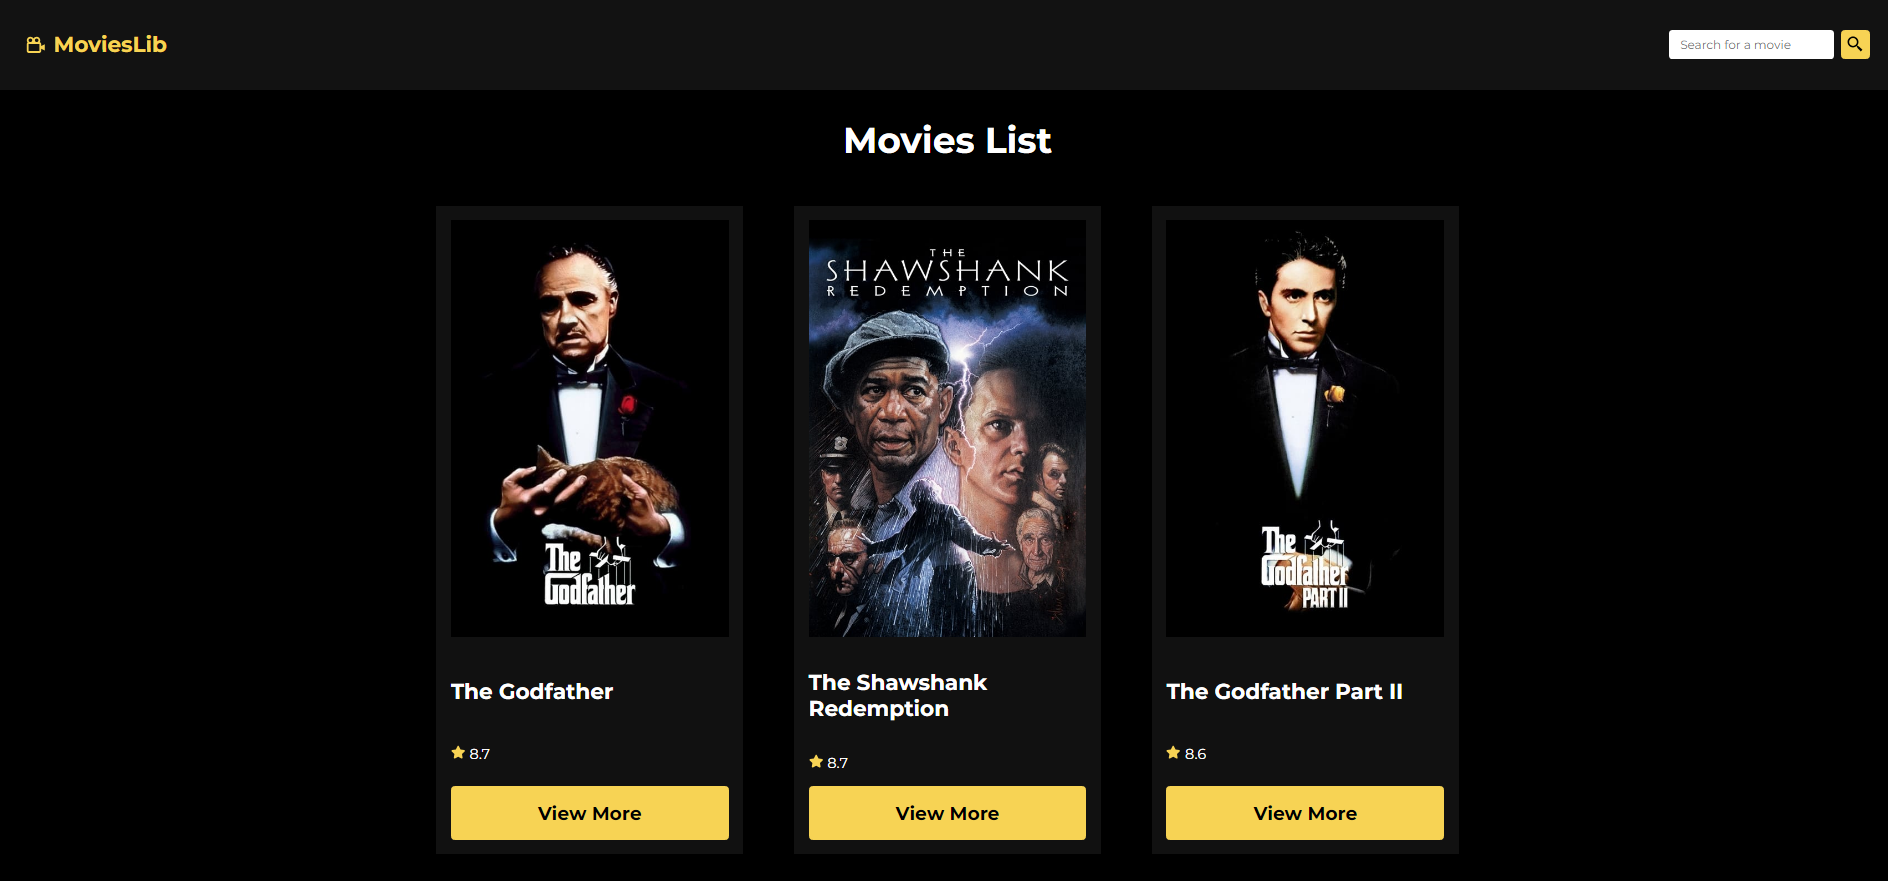 MoviesLib
Search for a movie
Movies List
The
Godfather
THE
SHAWSHANK
REDEMPTION
The
Godfather
PART II
The Godfather
The Shawshank
Redemption
The Godfather Part II
8.7
8.7
8.6
View More
View More
View More